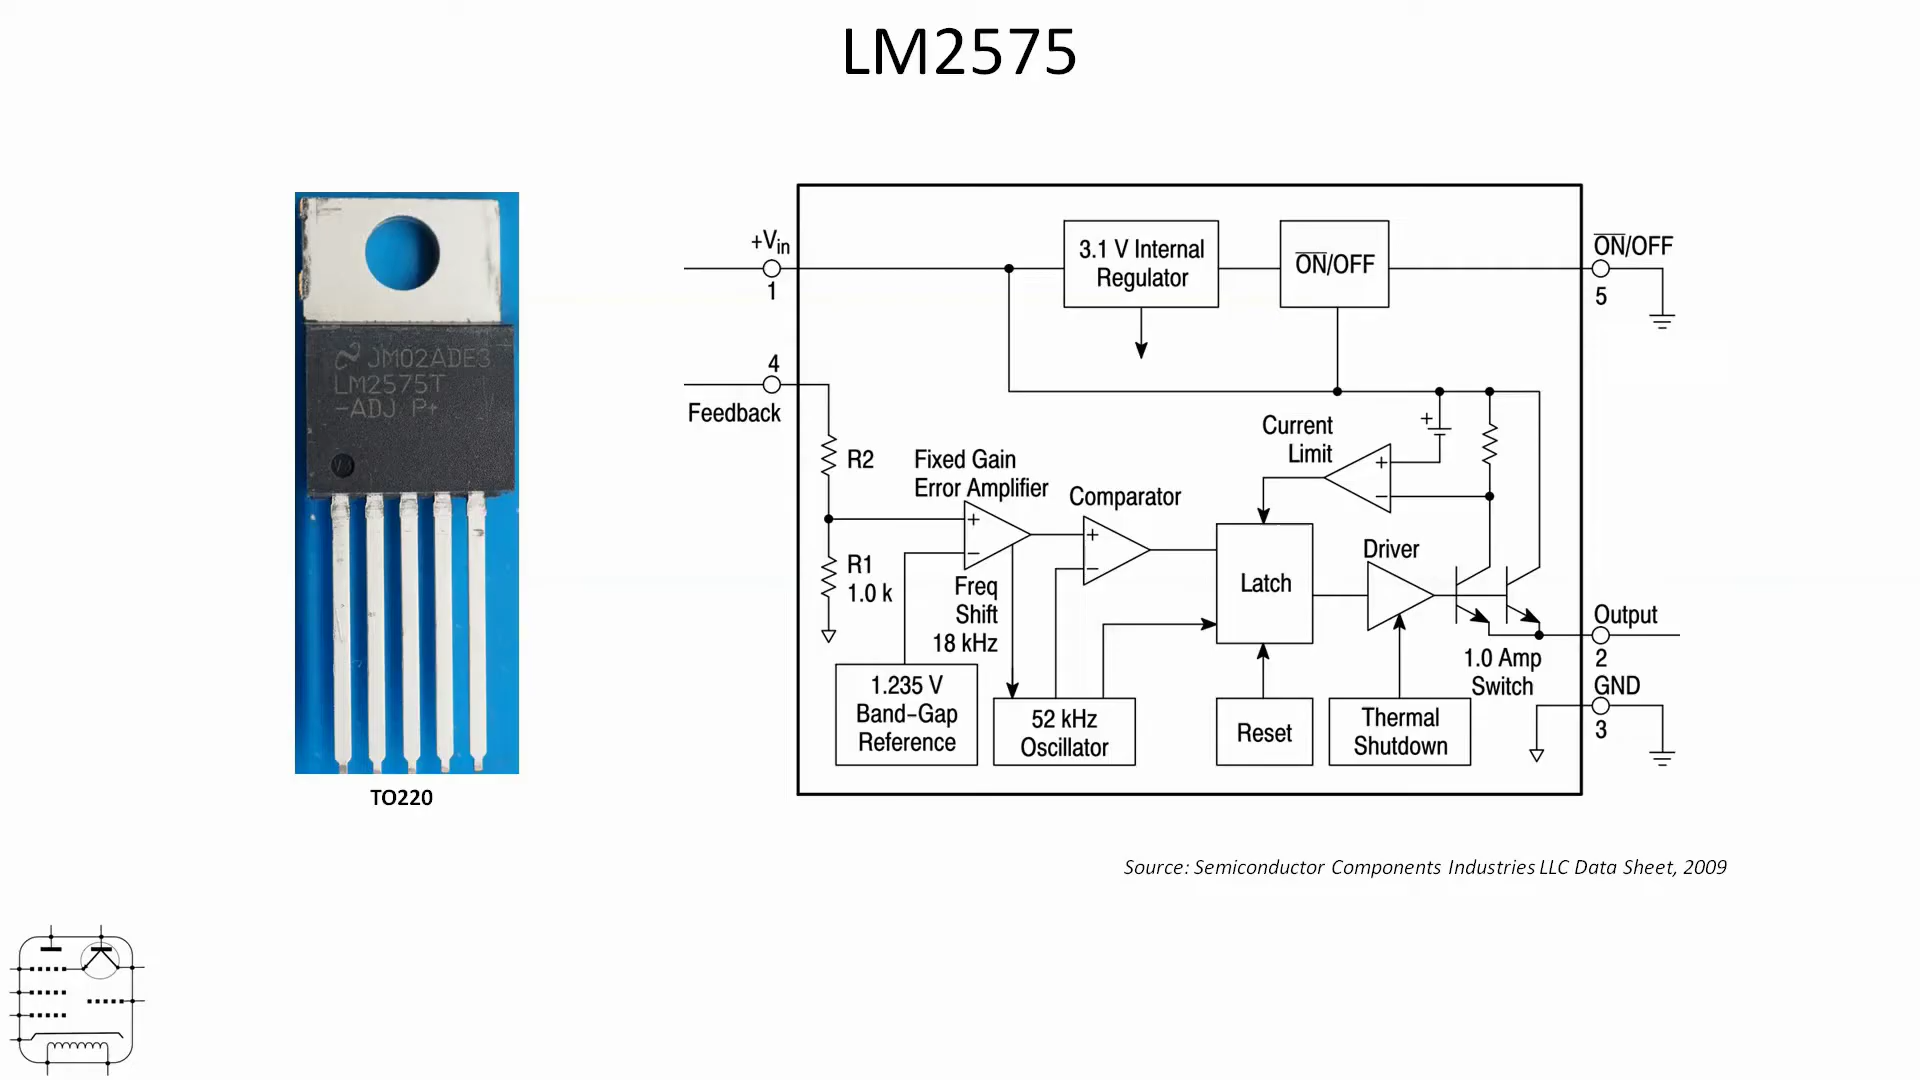 LM2575
JM02ADE3
LM2575T
-ADJ P+
TO220
+Vin
1
4
Feedback
3.1 V Internal
Regulator
ON/OFF
ON/OFF
5
R2
R1
1.0 k
Fixed Gain
Error Amplifier
Freq
Shift
18 kHz
Comparator
Current
Limit
+
+
−
+
−
+
−
Latch
Driver
1.235 V
Band-Gap
Reference
52 kHz
Oscillator
Reset
Thermal
Shutdown
1.0 Amp
Switch
Output
2
GND
3
Source: Semiconductor Components Industries LLC Data Sheet, 2009